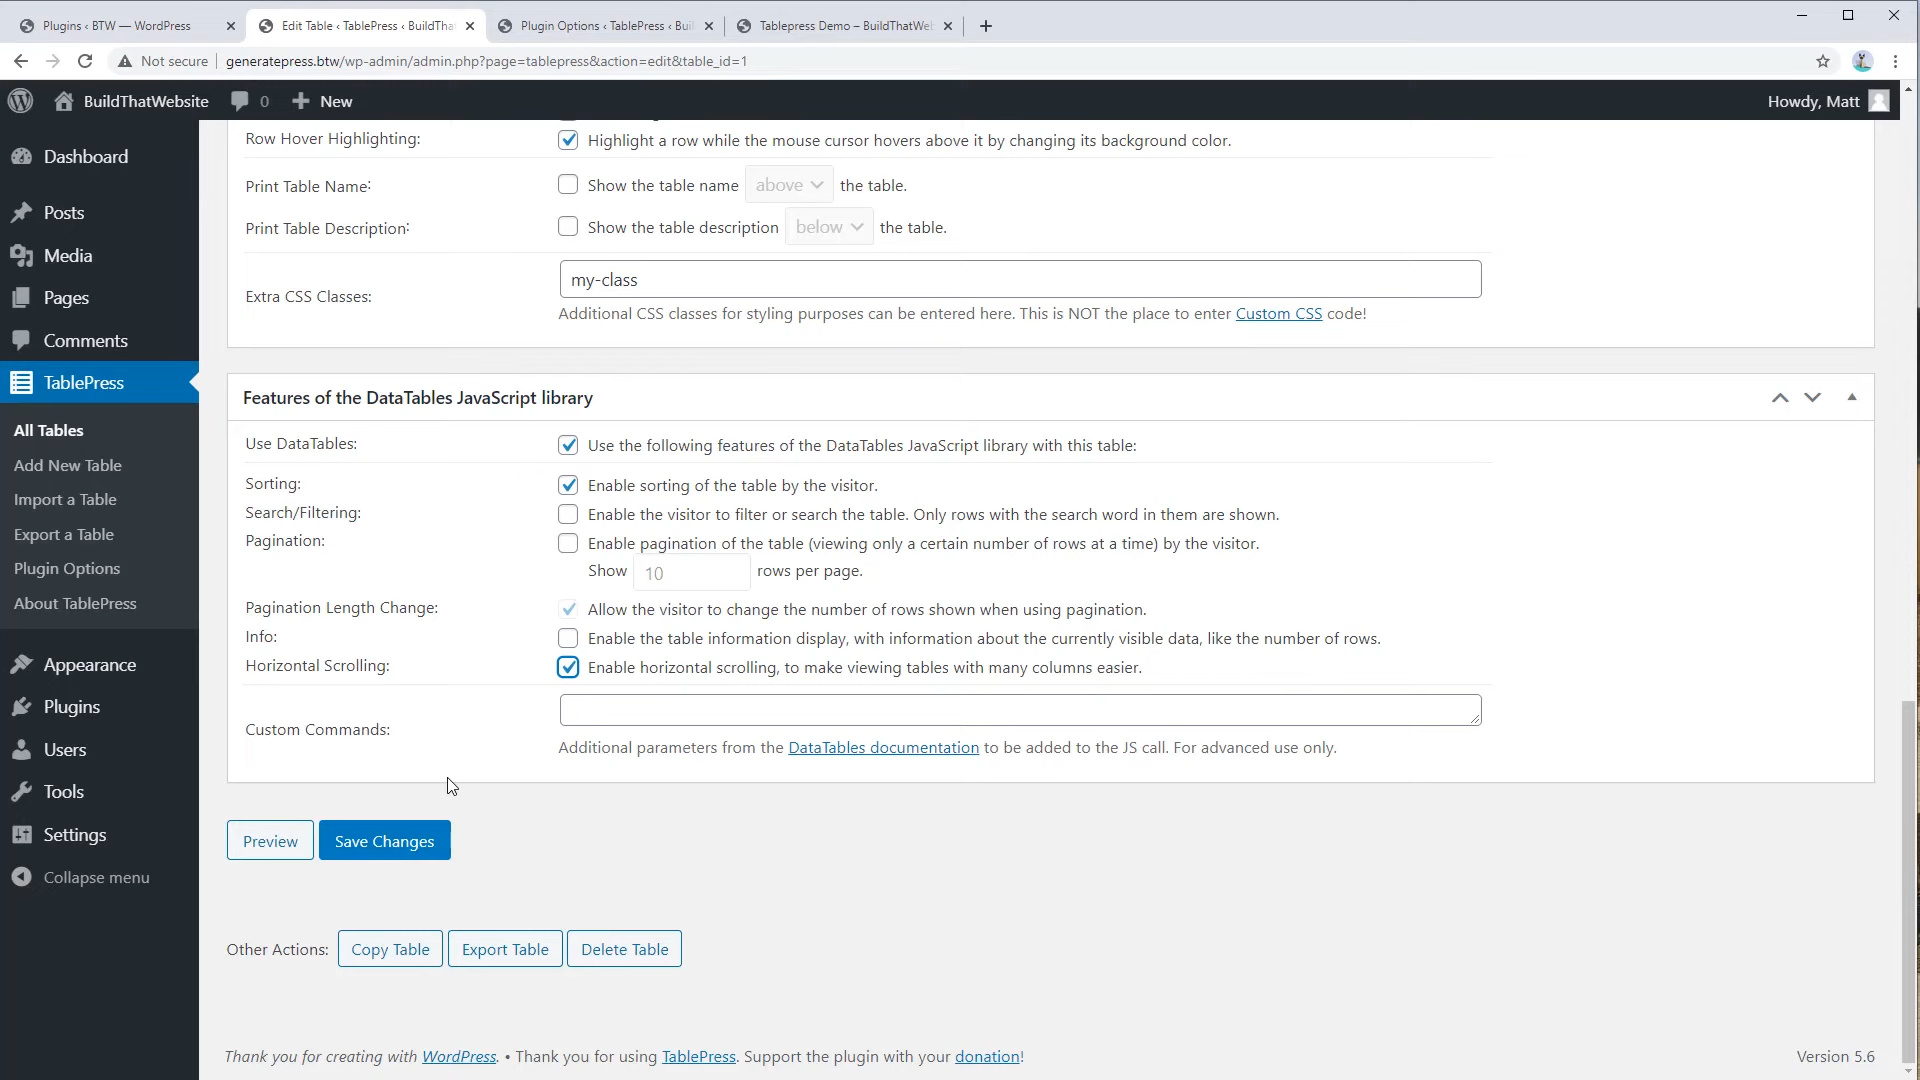 Plugins ‹ BTW — WordPress
Edit Table ‹ TablePress ‹ BuildTha
Plugin Options ‹ TablePress ‹ Bui
Tablepress Demo – BuildThatWeb
Not secure
generatepress.btw/wp-admin/admin.php?page=tablepress&action=edit&table_id=1
BuildThatWebsite
0
New
Howdy, Matt
Dashboard
Posts
Media
Pages
Comments
TablePress
All Tables
Add New Table
Import a Table
Export a Table
Plugin Options
About TablePress
Appearance
Plugins
Users
Tools
Settings
Collapse menu
Row Hover Highlighting:
Highlight a row while the mouse cursor hovers above it by changing its background color.
Print Table Name:
Show the table name above the table.
Print Table Description:
Show the table description below the table.
Extra CSS Classes:
my-class
Additional CSS classes for styling purposes can be entered here. This is NOT the place to enter Custom CSS code!
Features of the DataTables JavaScript library
Use DataTables:
Use the following features of the DataTables JavaScript library with this table:
Sorting:
Enable sorting of the table by the visitor.
Search/Filtering:
Enable the visitor to filter or search the table. Only rows with the search word in them are shown.
Pagination:
Enable pagination of the table (viewing only a certain number of rows at a time) by the visitor.
Show 10 rows per page.
Pagination Length Change:
Allow the visitor to change the number of rows shown when using pagination.
Info:
Enable the table information display, with information about the currently visible data, like the number of rows.
Horizontal Scrolling:
Enable horizontal scrolling, to make viewing tables with many columns easier.
Custom Commands:
Additional parameters from the DataTables documentation to be added to the JS call. For advanced use only.
Preview
Save Changes
Other Actions:
Copy Table
Export Table
Delete Table
Thank you for creating with WordPress. • Thank you for using TablePress. Support the plugin with your donation!
Version 5.6